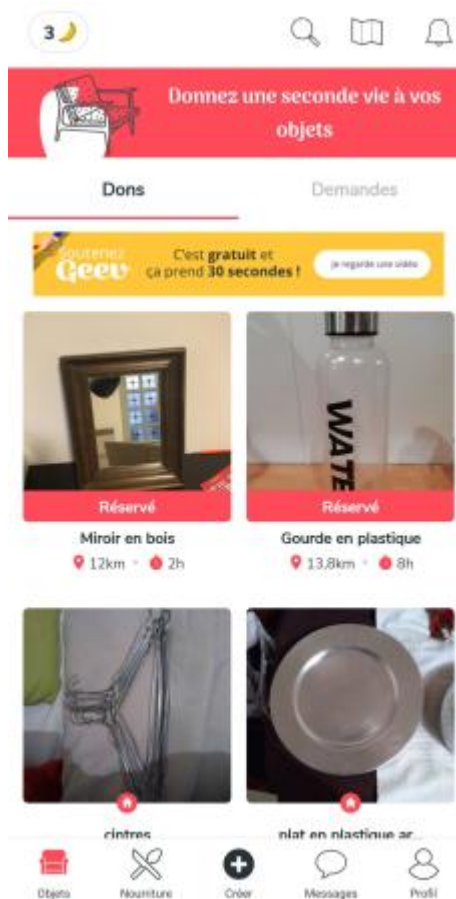 3
Donnez une seconde vie à vos
objets
Dons
Demandes
Soutenez
Geev
C'est gratuit et
ça prend 30 secondes !
je regarde une vidéo
WATE
Réservé
Réservé
Miroir en bois
Gourde en plastique
12km
2h
13,8km
8h
cintres
plat en plastique ar...
Objets
Nourriture
Créer
Messages
Profil